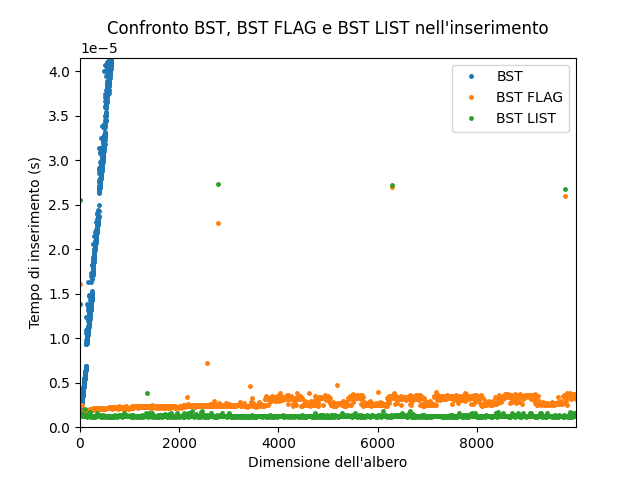 Confronto BST, BST FLAG e BST LIST nell'inserimento
1e−5
4.0
3.5
3.0
2.5
2.0
1.5
1.0
0.5
0.0
Tempo di inserimento (s)
BST
BST FLAG
BST LIST
0 2000 4000 6000 8000
Dimensione dell'albero